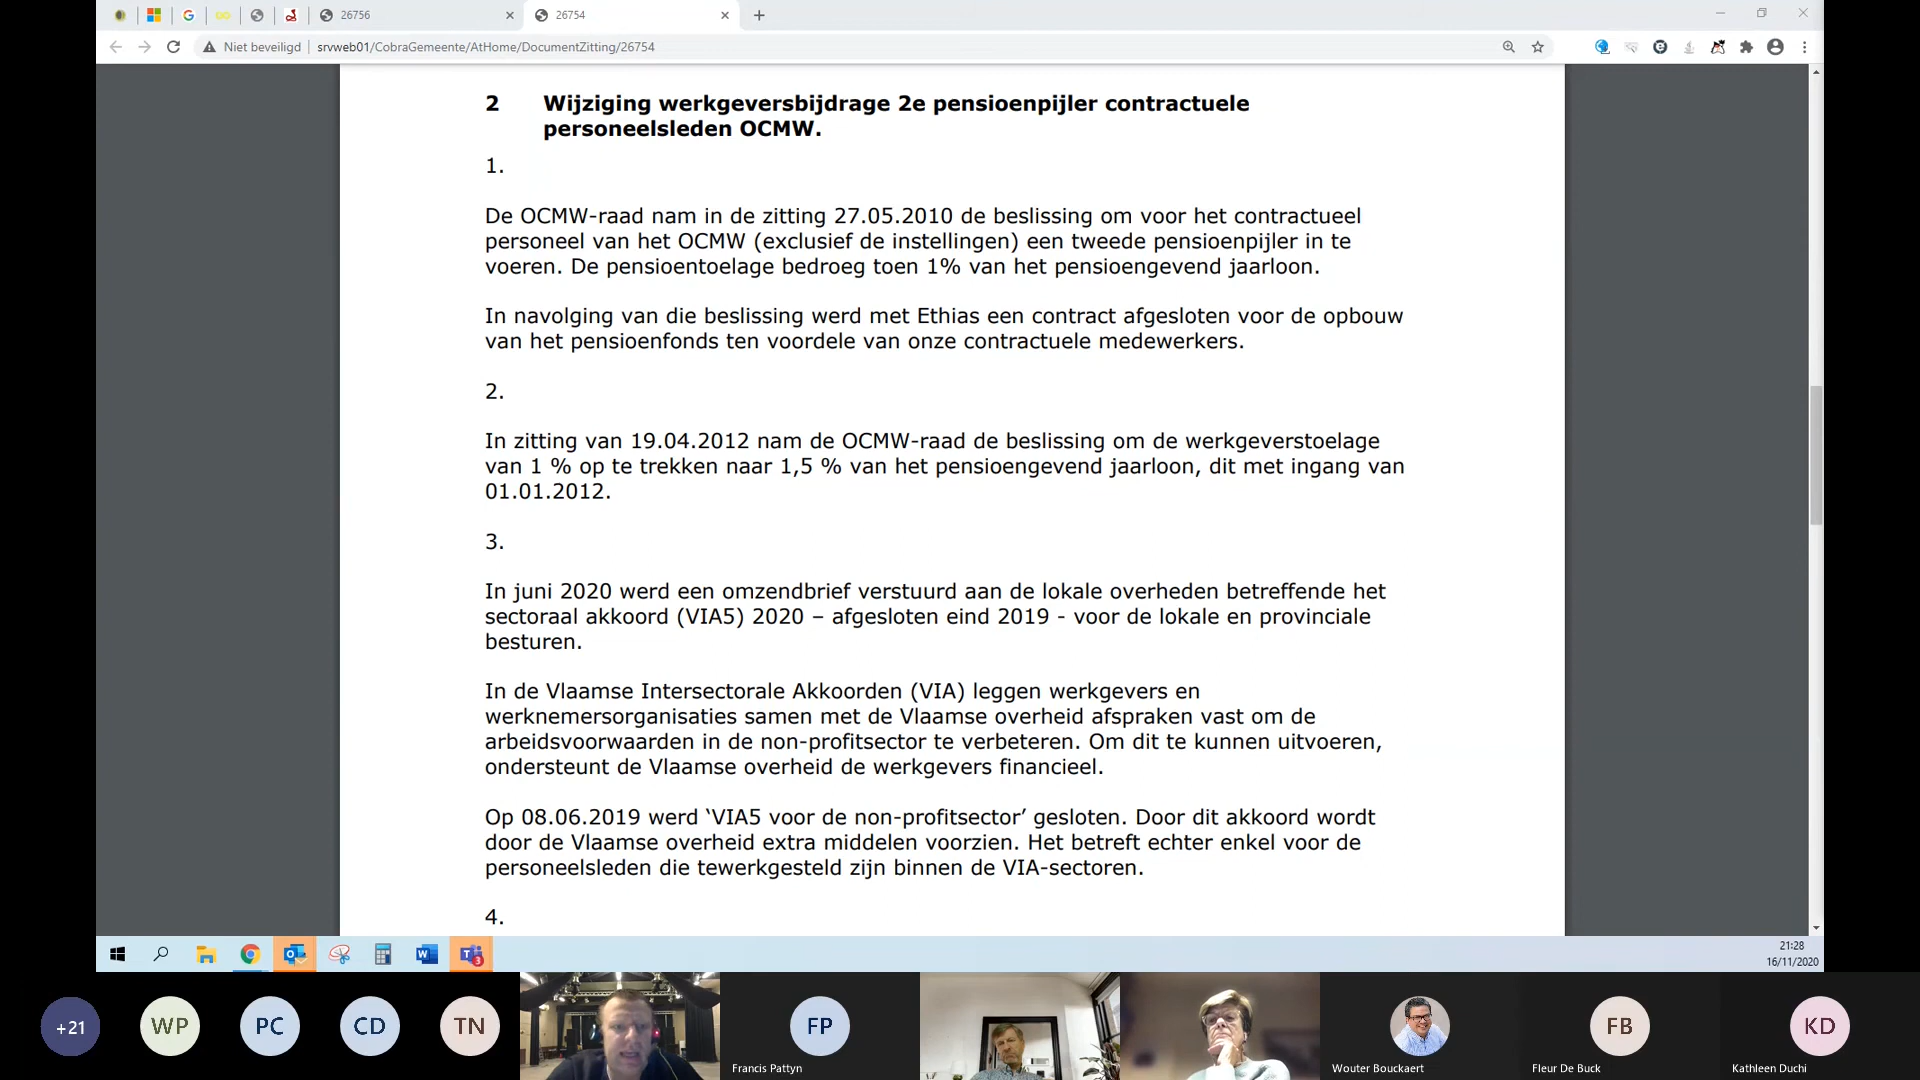 26756
26754
Niet beveiligd
srvweb01/CobraGemeente/AtHome/DocumentZitting/26754
2 Wijziging werkgeversbijdrage 2e pensioenpijler contractuele
personeelsleden OCMW.
1.
De OCMW-raad nam in de zitting 27.05.2010 de beslissing om voor het contractueel
personeel van het OCMW (exclusief de instellingen) een tweede pensioenpijler in te
voeren. De pensioentoelage bedroeg toen 1% van het pensioengevend jaarloon.
In navolging van die beslissing werd met Ethias een contract afgesloten voor de opbouw
van het pensioenfonds ten voordele van onze contractuele medewerkers.
2.
In zitting van 19.04.2012 nam de OCMW-raad de beslissing om de werkgeverstoelage
van 1 % op te trekken naar 1,5 % van het pensioengevend jaarloon, dit met ingang van
01.01.2012.
3.
In juni 2020 werd een omzendbrief verstuurd aan de lokale overheden betreffende het
sectoraal akkoord (VIA5) 2020 – afgesloten eind 2019 - voor de lokale en provinciale
besturen.
In de Vlaamse Intersectorale Akkoorden (VIA) leggen werkgevers en
werknemersorganisaties samen met de Vlaamse overheid afspraken vast om de
arbeidsvoorwaarden in de non-profitsector te verbeteren. Om dit te kunnen uitvoeren,
ondersteunt de Vlaamse overheid de werkgevers financieel.
Op 08.06.2019 werd ‘VIA5 voor de non-profitsector’ gesloten. Door dit akkoord wordt
door de Vlaamse overheid extra middelen voorzien. Het betreft echter enkel voor de
personeelsleden die tewerkgesteld zijn binnen de VIA-sectoren.
4.
21:28
16/11/2020
+21
WP
PC
CD
TN
FP
Francis Pattyn
Wouter Bouckaert
FB
Fleur De Buck
KD
Kathleen Duchi